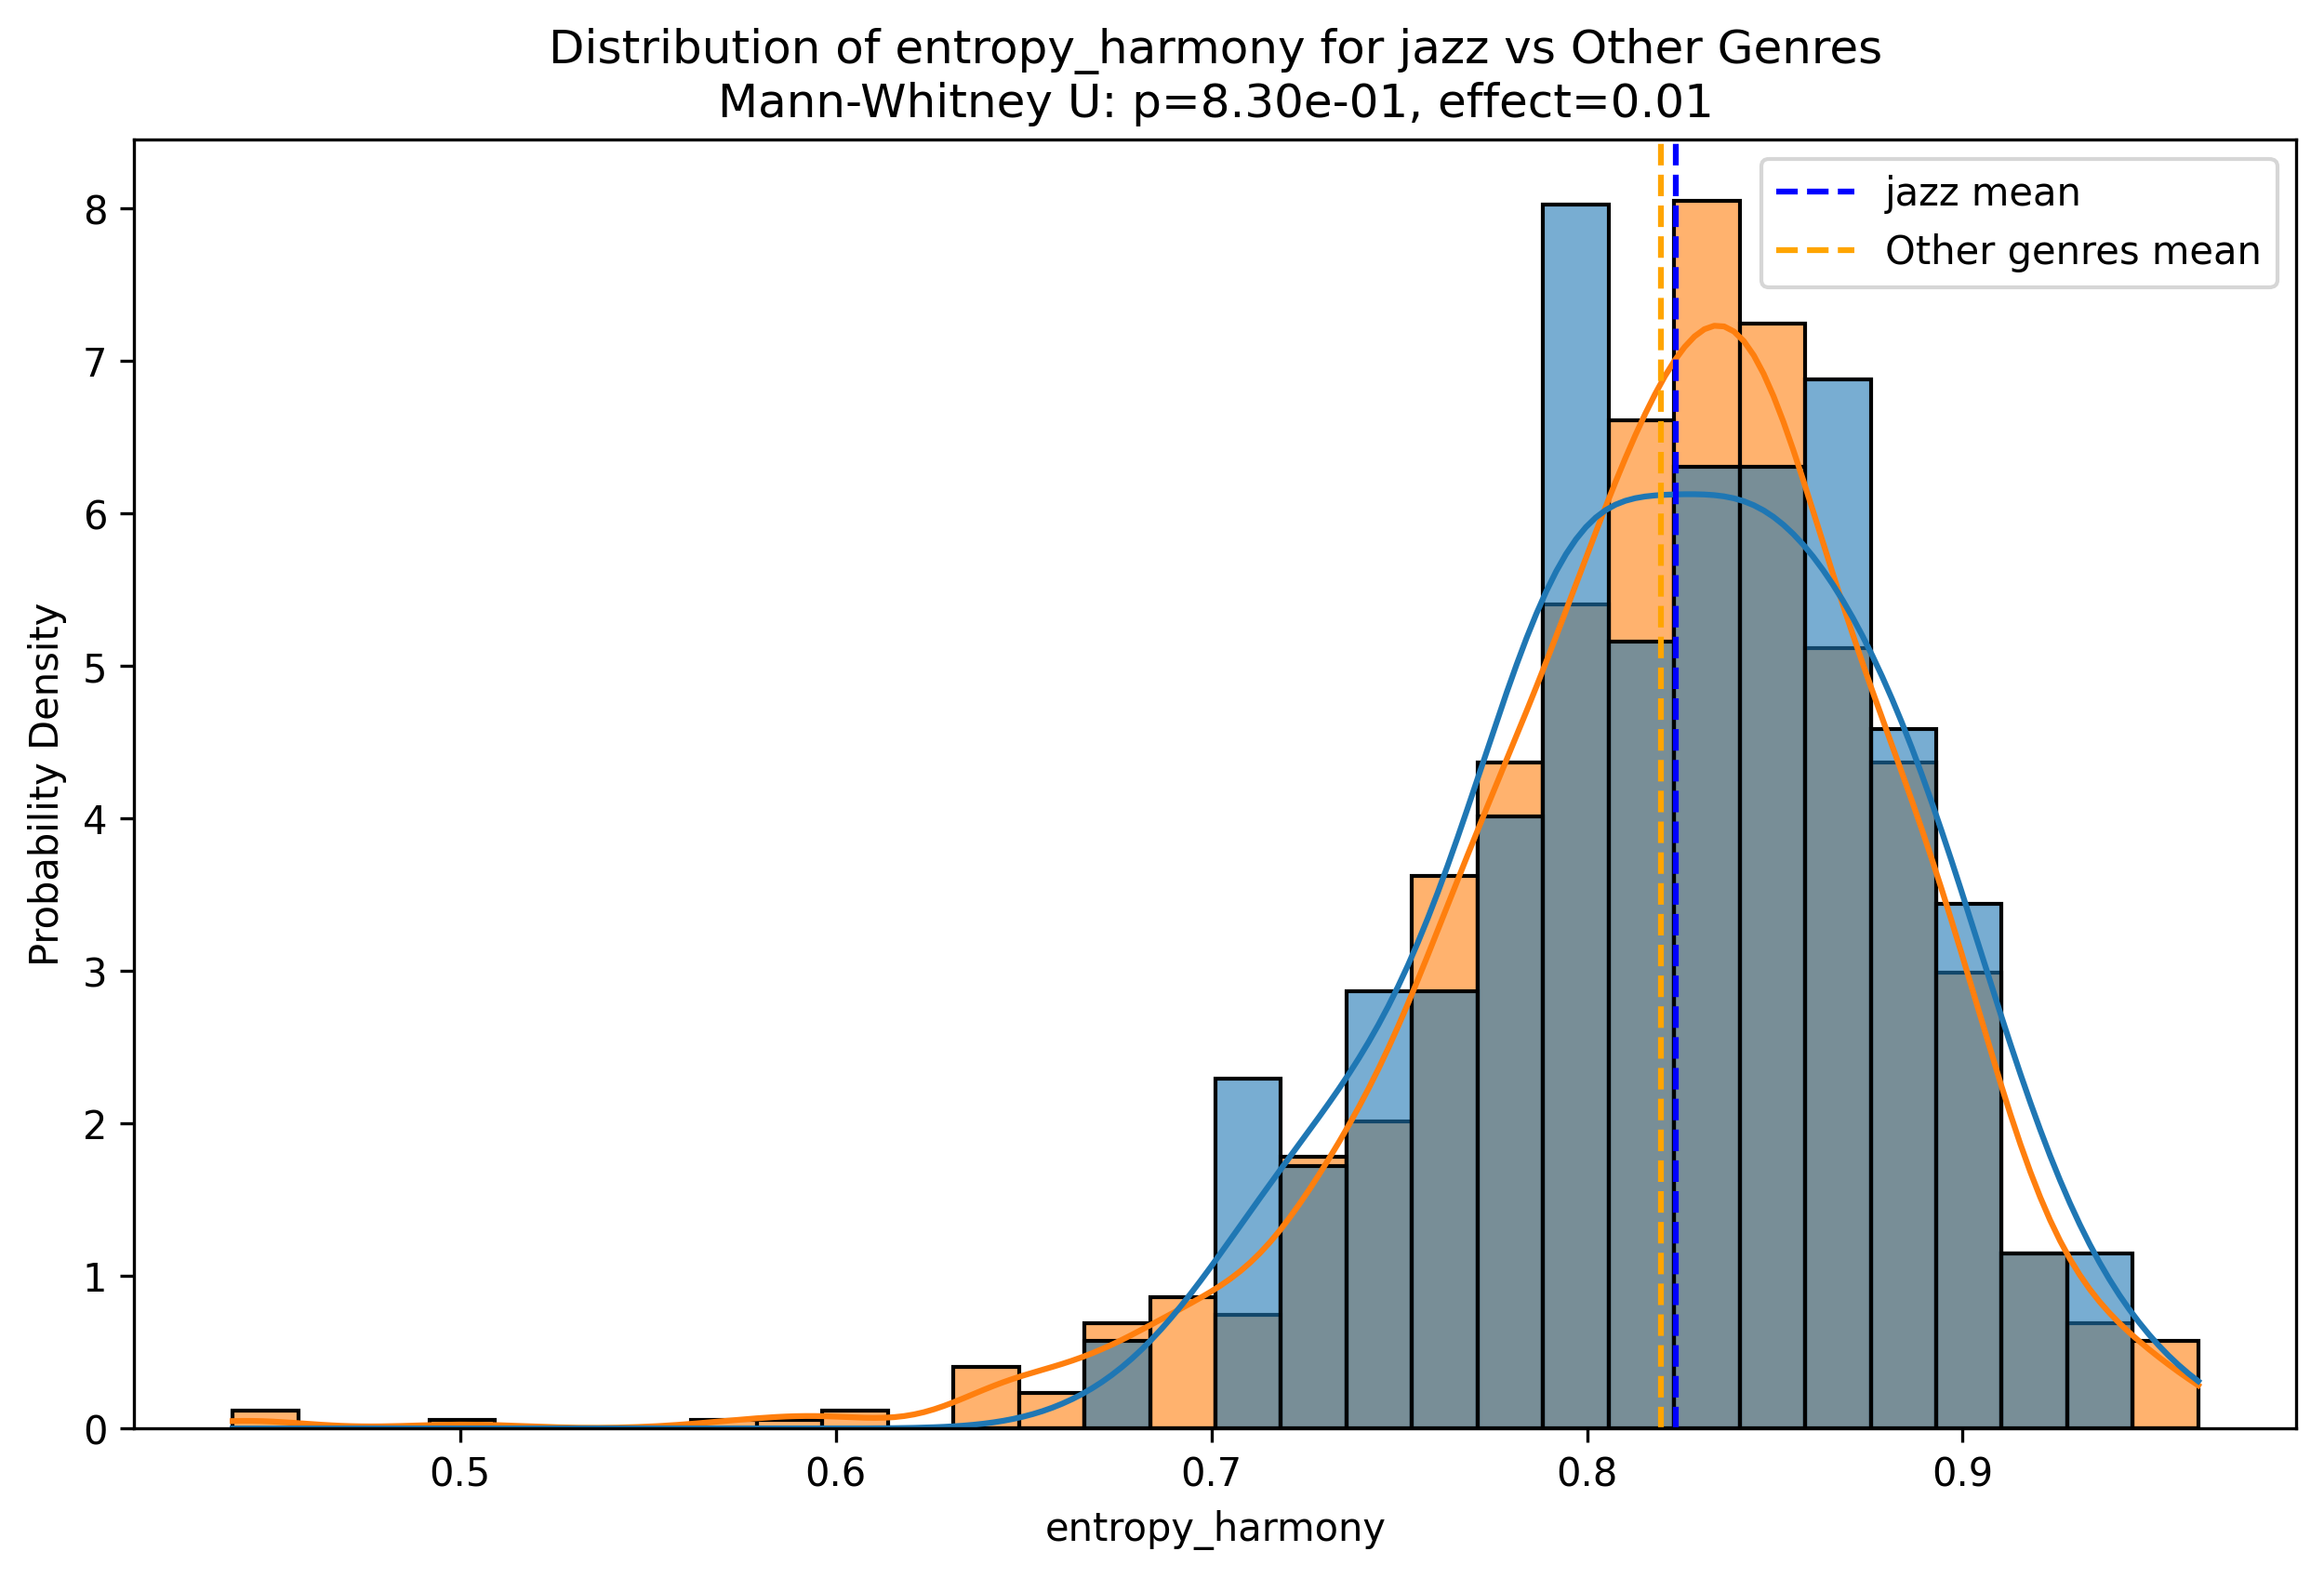 Distribution of entropy_harmony for jazz vs Other Genres
Mann-Whitney U: p=8.30e-01, effect=0.01
jazz mean
Other genres mean
8
7
6
5
4
3
2
1
0
Probability Density
0.5 0.6 0.7 0.8 0.9
entropy_harmony